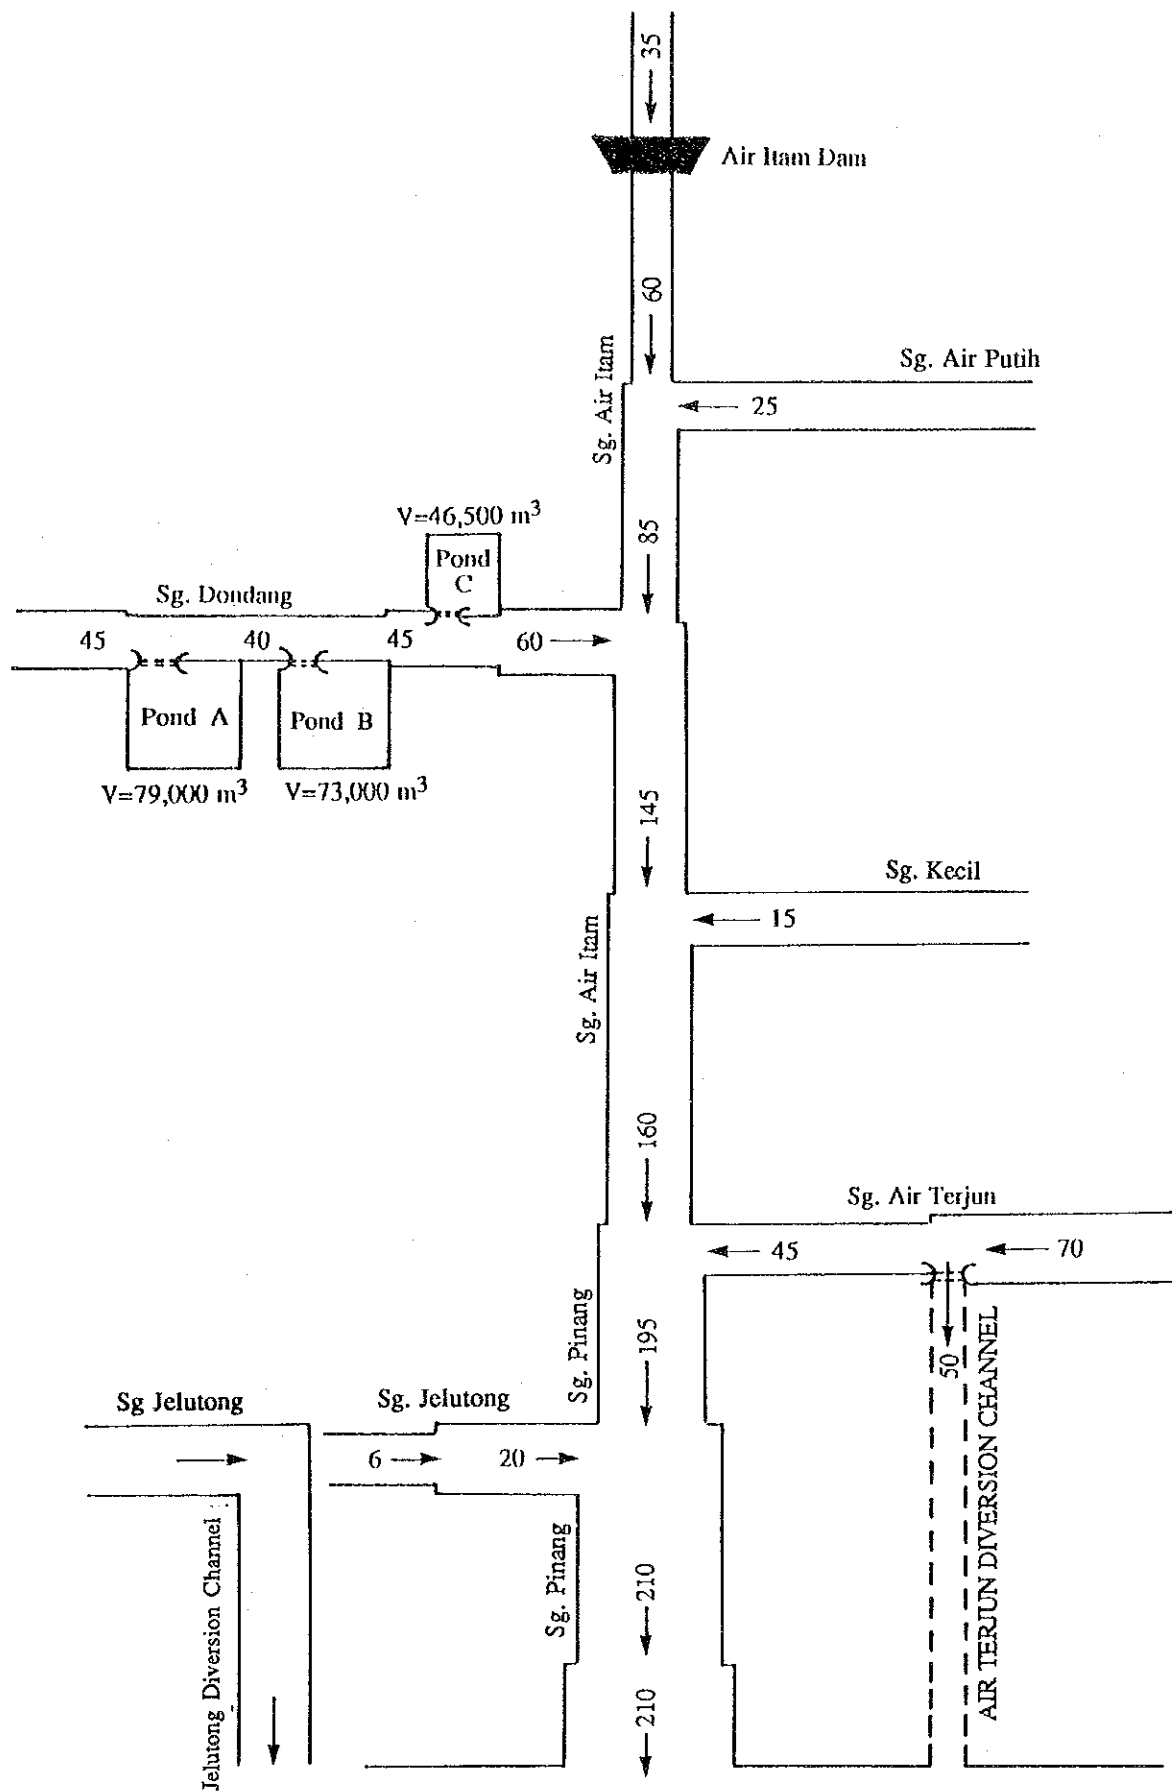 35
Air Itam Dam
60
Sg. Air Itam
Sg. Air Putih
25
V=46,500 m³
Pond
C
85
Sg. Dondang
45
40
45
60
Pond A
Pond B
V=79,000 m³
V=73,000 m³
145
Sg. Kecil
15
Sg. Air Itam
160
Sg. Air Terjun
45
70
Sg. Pinang
195
50
AIR TERJUN DIVERSION CHANNEL
Sg Jelutong
Sg. Jelutong
6
20
Jelutong Diversion Channel
Sg. Pinang
210
210